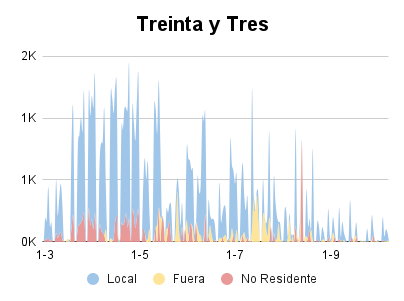 Treinta y Tres
2K
1K
1K
0K
1-3 1-5 1-7 1-9
Local Fuera No Residente